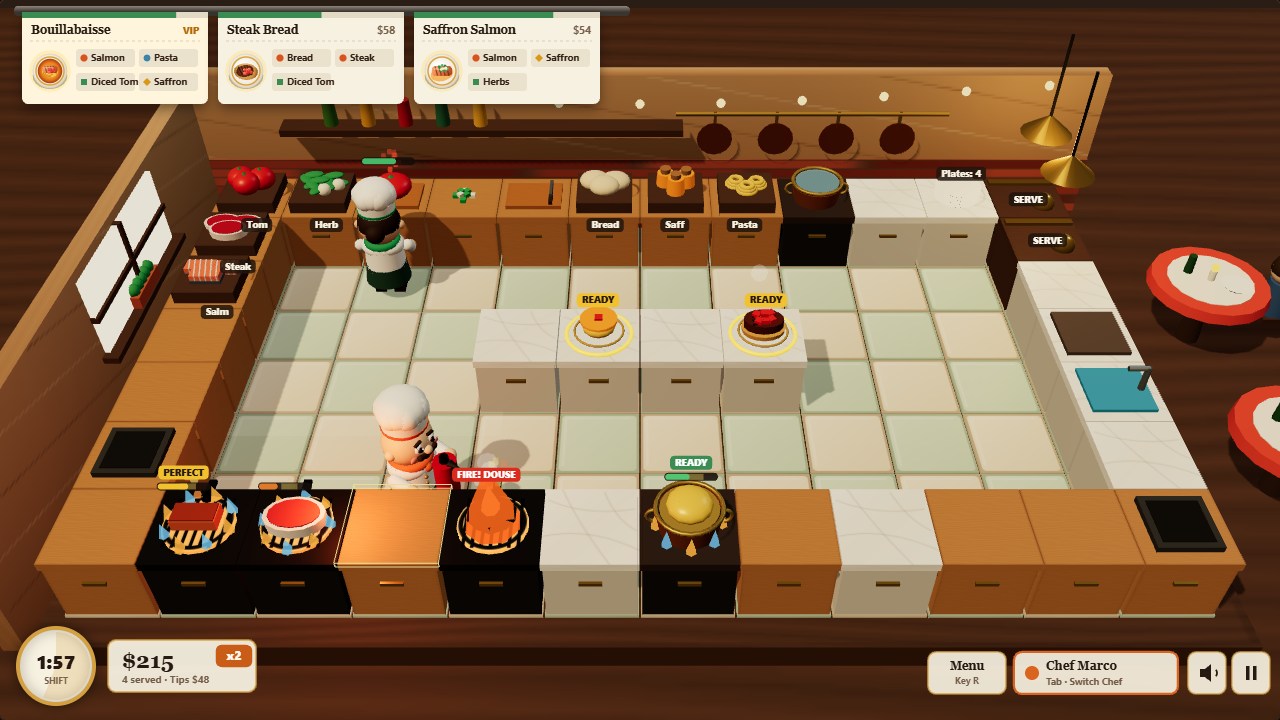 Bouillabaisse VIP
Salmon Pasta
Diced Tom Saffron
Steak Bread $58
Bread Steak
Diced Tom
Saffron Salmon $54
Salmon Saffron
Herbs
Plates: 4
SERVE
SERVE
Tom
Herb
Bread
Saff
Pasta
Steak
Salm
READY
READY
PERFECT
FIRE! DOUSE
READY
1:57
SHIFT
$215
x2
4 served · Tips $48
Menu
Key R
Chef Marco
Tab · Switch Chef